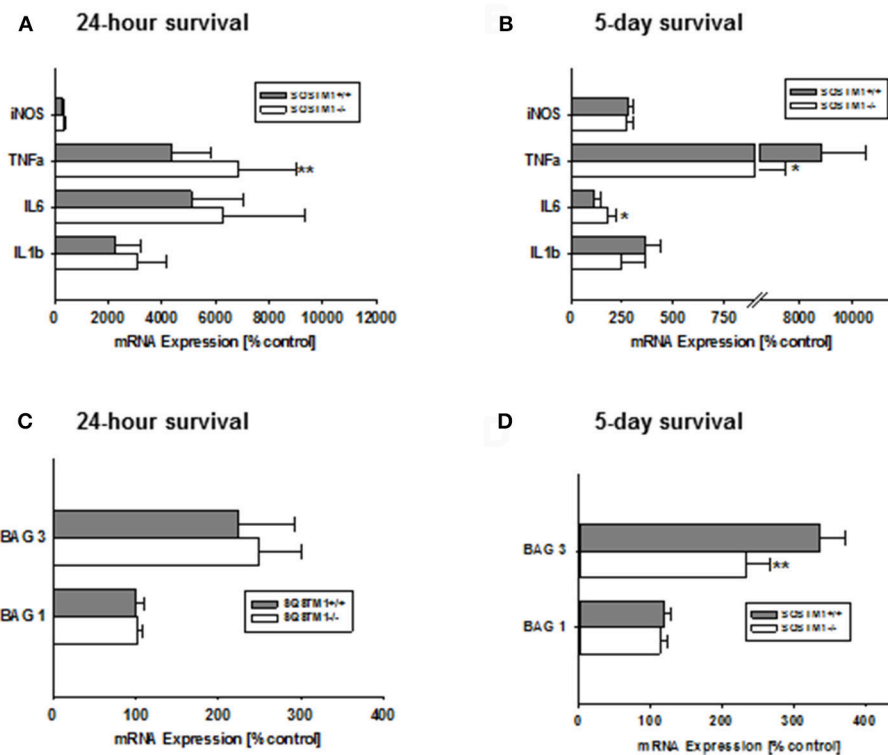 A 24-hour survival
SQSTM1+/+
SQSTM1-/-
iNOS
TNFa
**
IL6
IL1b
0 2000 4000 6000 8000 10000 12000
mRNA Expression [% control]
B 5-day survival
SQSTM1+/+
SQSTM1-/-
iNOS
TNFa
*
IL6
*
IL1b
0 250 500 750 8000 10000
mRNA Expression [% control]
C 24-hour survival
BAG 3
BAG 1
SQSTM1+/+
SQSTM1-/-
0 100 200 300 400
mRNA Expression [% control]
D 5-day survival
BAG 3
**
BAG 1
SQSTM1+/+
SQSTM1-/-
0 100 200 300 400
mRNA Expression [% control]